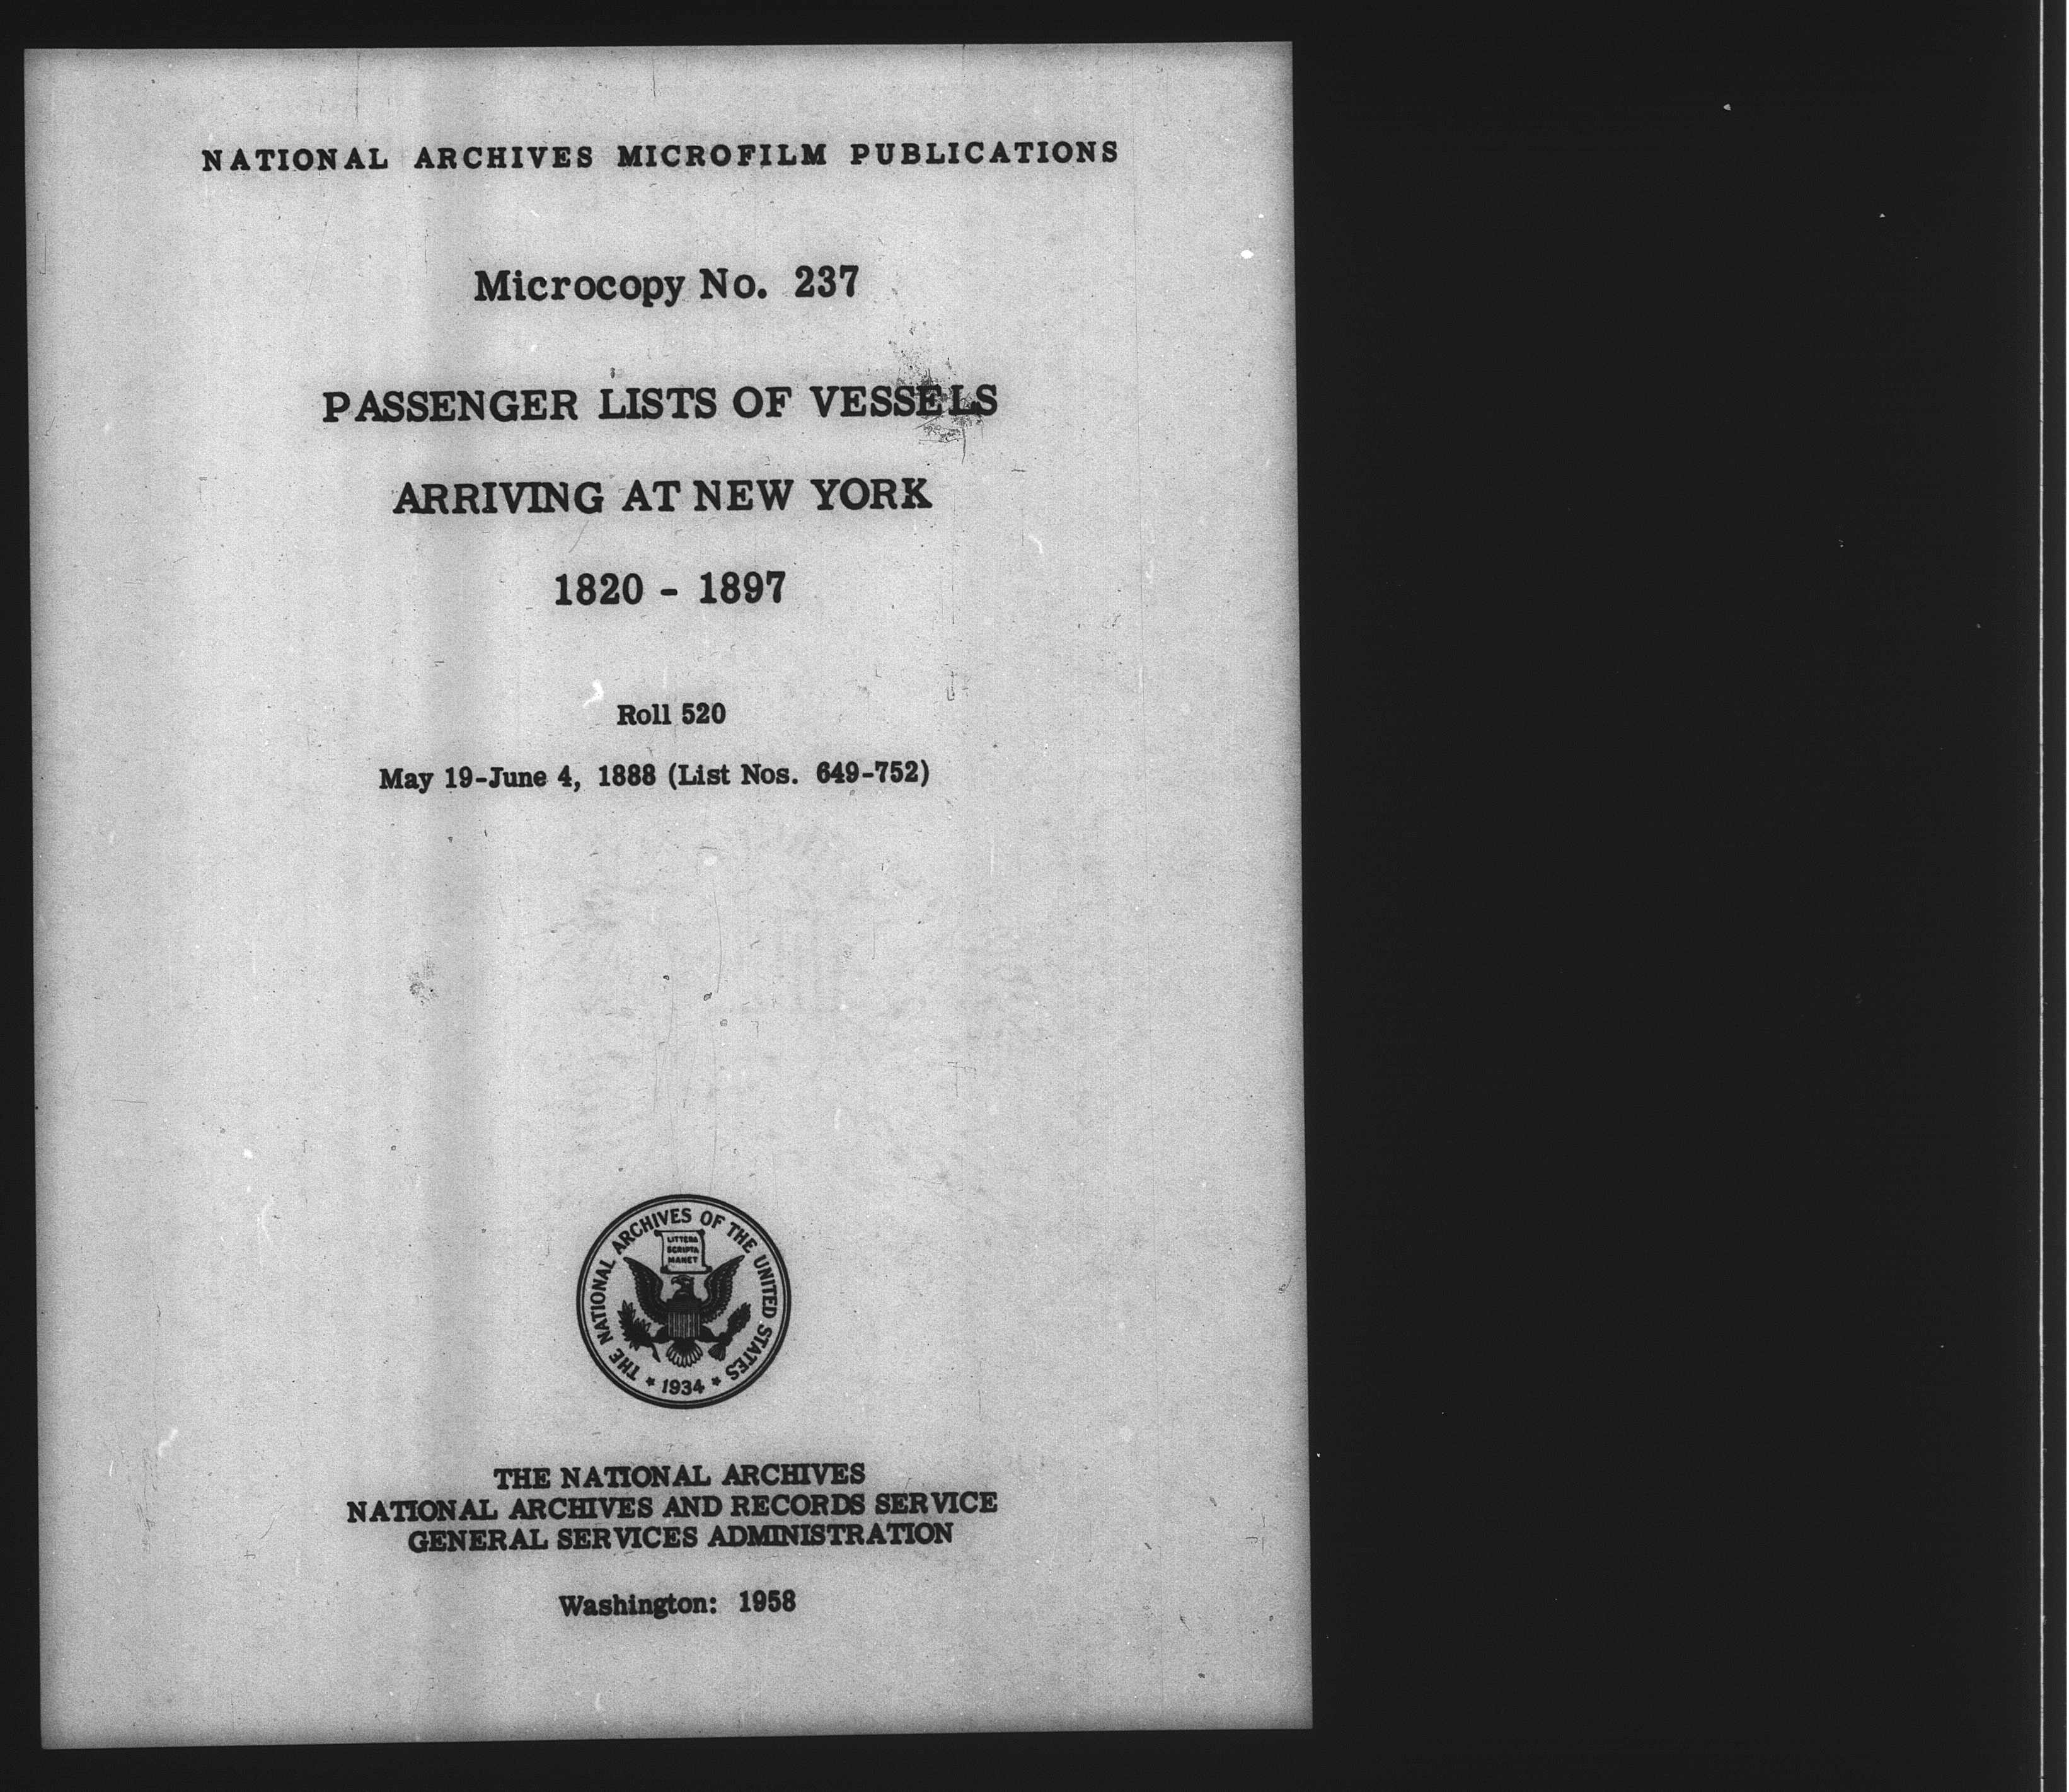 NATIONAL ARCHIVES MICROFILM PUBLICATIONS
Microcopy No. 237
PASSENGER LISTS OF VESSELS
ARRIVING AT NEW YORK
1820 - 1897
Roll 520
May 19-June 4, 1888 (List Nos. 649-752)
THE NATIONAL ARCHIVES OF THE UNITED STATES
LITTERA
SCRIPTA
MANET
★ 1934 ★
THE NATIONAL ARCHIVES
NATIONAL ARCHIVES AND RECORDS SERVICE
GENERAL SERVICES ADMINISTRATION
Washington: 1958